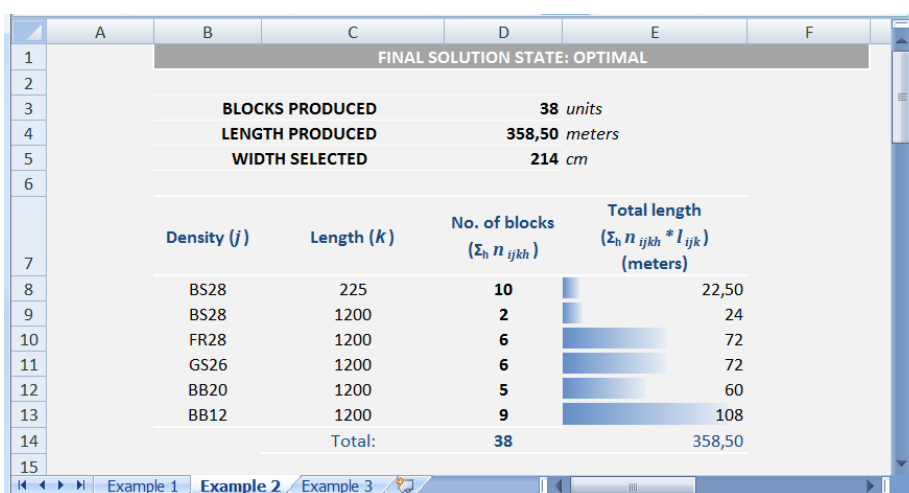 A B C D E F
1 FINAL SOLUTION STATE: OPTIMAL
2
3 BLOCKS PRODUCED 38 units
4 LENGTH PRODUCED 358,50 meters
5 WIDTH SELECTED 214 cm
6
Total length
No. of blocks
Density (j) Length (k) (Σh n ijkh * l ijk)
(Σh n ijkh)
7 (meters)
8 BS28 225 10 22,50
9 BS28 1200 2 24
10 FR28 1200 6 72
11 GS26 1200 6 72
12 BB20 1200 5 60
13 BB12 1200 9 108
14 Total: 38 358,50
15
Example 1 Example 2 Example 3